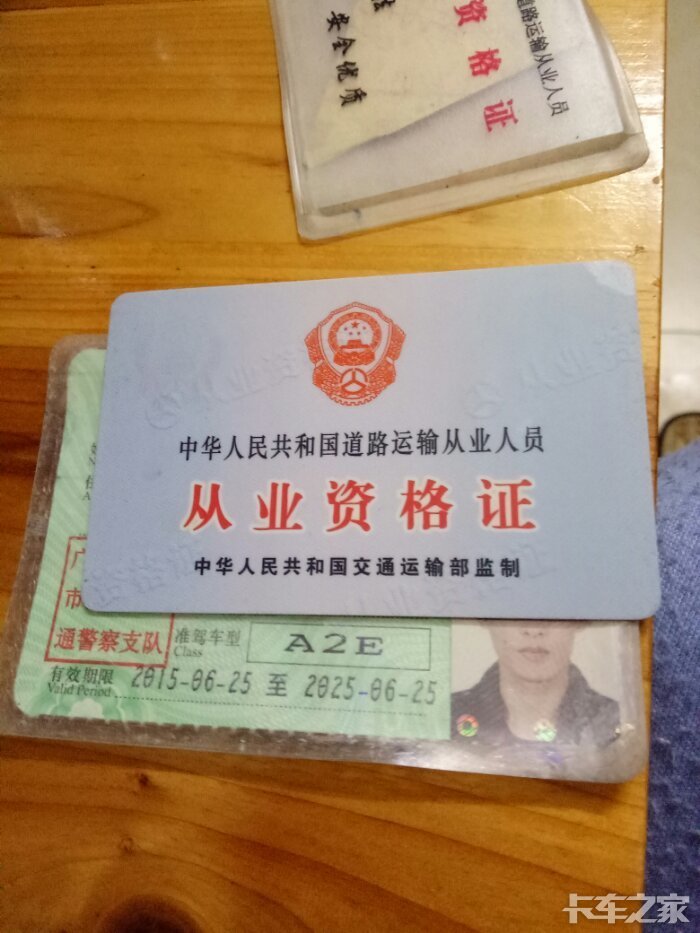 道路运输从业人员
资格证
安全优质
中华人民共和国道路运输从业人员
从业资格证
中华人民共和国交通运输部监制
广
市
通警察支队
准驾车型
Class
A2E
有效期限
Valid Period
2015-06-25 至 2025-06-25
卡车之家